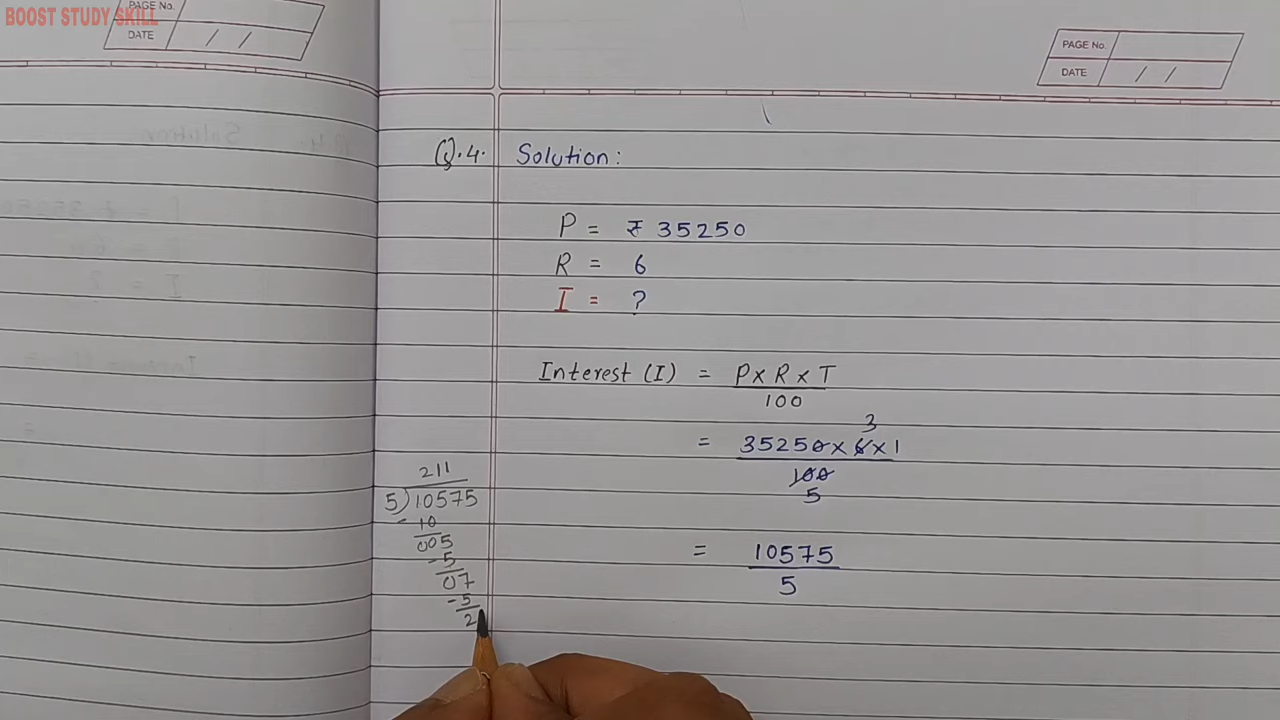 BOOST STUDY SKILL
PAGE No.
DATE / /
PAGE No.
DATE / /
Q.4. Solution:
P = ₹ 35250
R = 6
I = ?
Interest (I) = P x R x T
100
3
= 35250 x 6 x 1
100
5
= 10575
5
211
5) 10575
- 10
005
- 5
07
- 5
2